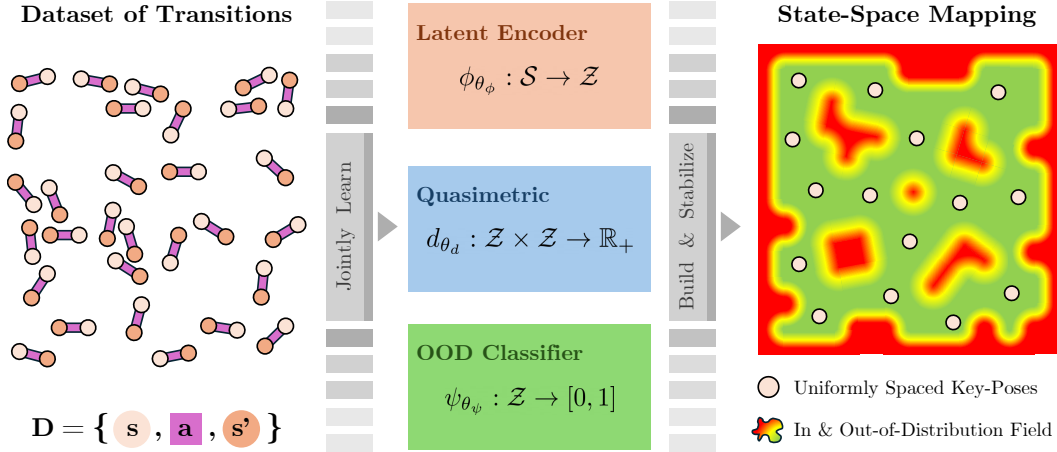 Dataset of Transitions
D = { s , a , s' }
Jointly Learn
Latent Encoder
ϕ_{θ_ϕ} : 𝒮 → 𝒵
Quasimetric
d_{θ_d} : 𝒵 × 𝒵 → ℝ₊
OOD Classifier
ψ_{θ_ψ} : 𝒵 → [0, 1]
Build & Stabilize
State-Space Mapping
Uniformly Spaced Key-Poses
In & Out-of-Distribution Field